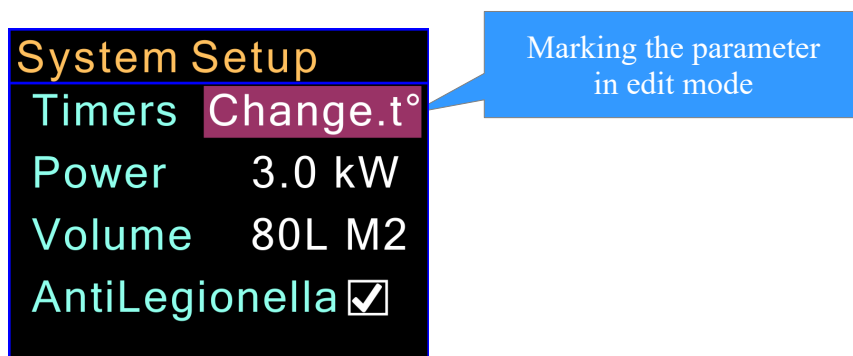 System Setup
Timers Change.t°
Power 3.0 kW
Volume 80L M2
AntiLegionella
Marking the parameter
in edit mode